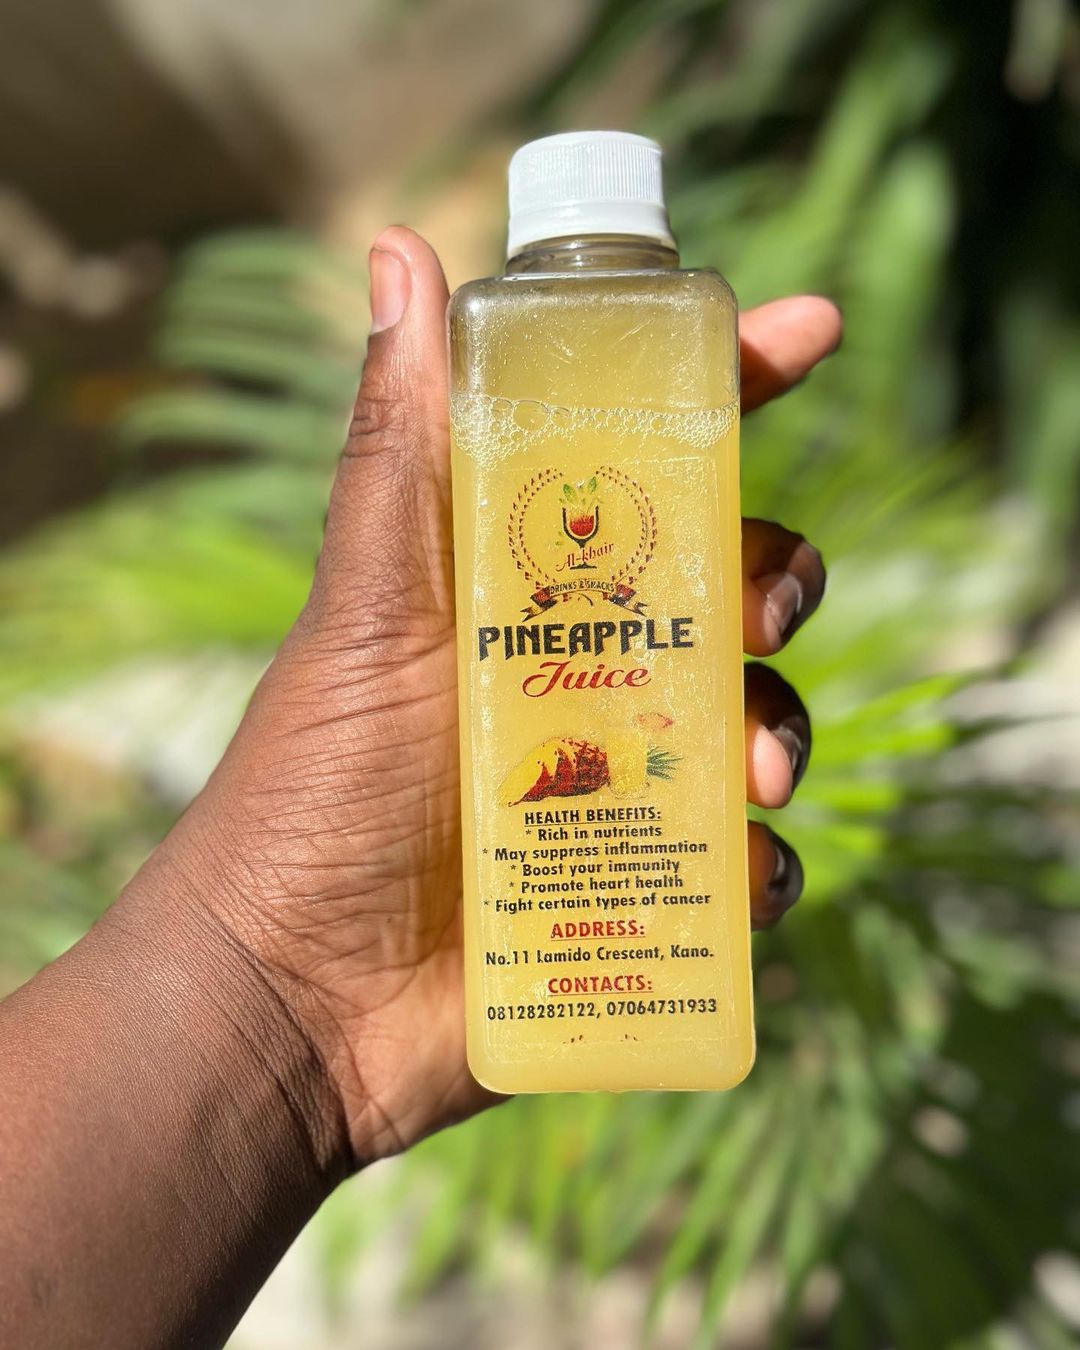 Al-khair
DRINKS & SNACKS
PINEAPPLE
Juice
HEALTH BENEFITS:
* Rich in nutrients
* May suppress inflammation
* Boost your immunity
* Promote heart health
* Fight certain types of cancer
ADDRESS:
No.11 Lamido Crescent, Kano.
CONTACTS:
08128282122, 07064731933